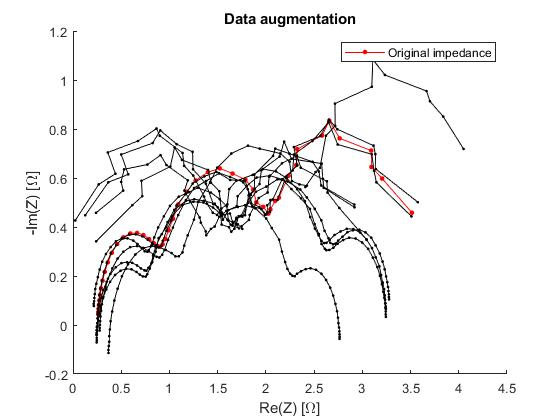 Data augmentation
Original impedance
-Im(Z) [Ω]
1.2
1
0.8
0.6
0.4
0.2
0
-0.2
0 0.5 1 1.5 2 2.5 3 3.5 4 4.5
Re(Z) [Ω]